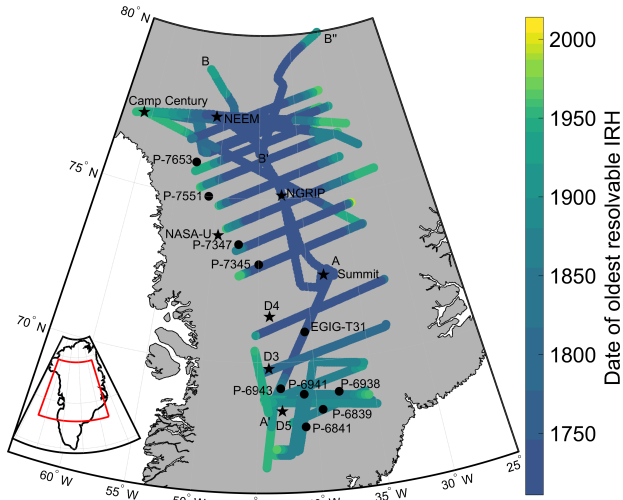 80° N
B"
2000
B
Camp Century
NEEM
1950
P-7653
B'
75° N
P-7551
NGRIP
1900
NASA-U
P-7347
P-7345
A
Summit
1850
D4
70° N
EGIG-T31
D3
1800
P-6943
P-6941
P-6938
A'
D5
P-6839
P-6841
1750
60° W
55° W
35° W
30° W
25°
Date of oldest resolvable IRH